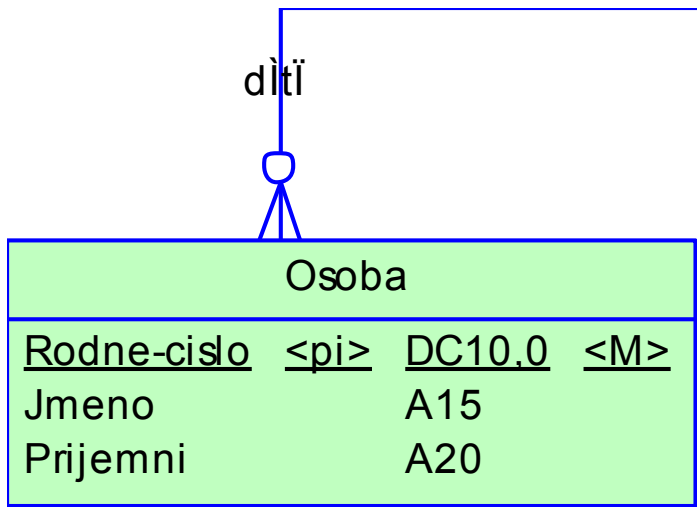 dÌtÏ
Osoba
Rodne-cislo <pi> DC10,0 <M>
Jmeno A15
Prijemni A20